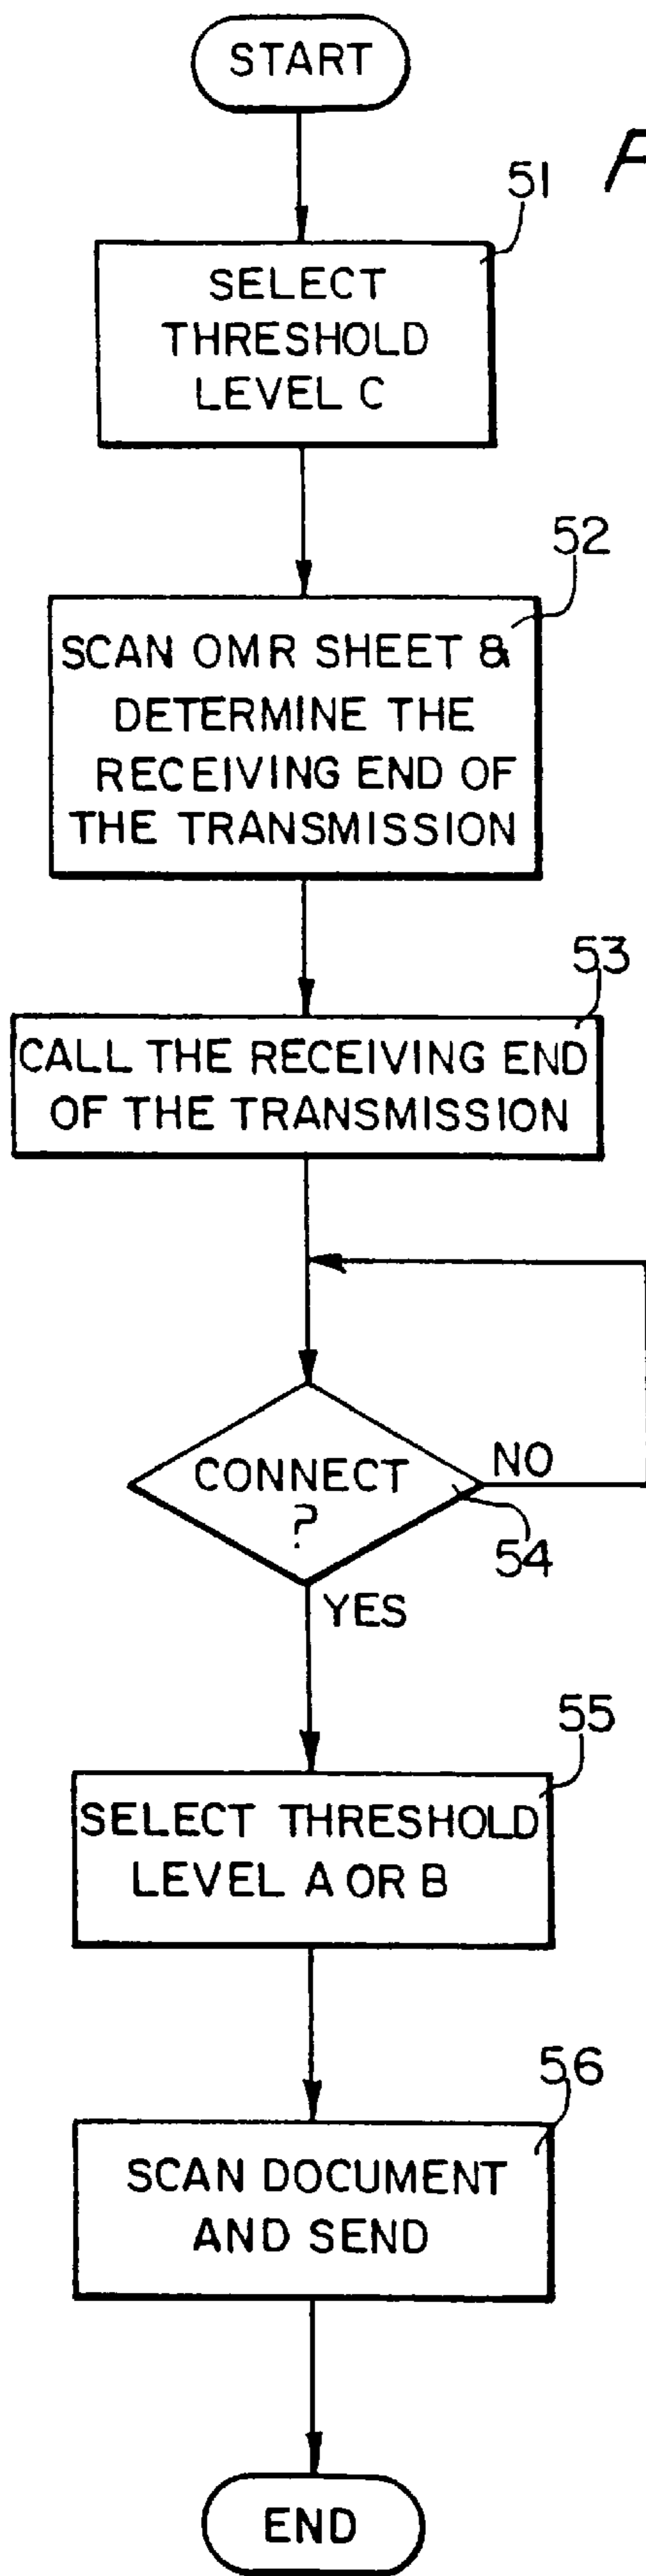 START
51
SELECT
THRESHOLD
LEVEL C
52
SCAN OMR SHEET &
DETERMINE THE
RECEIVING END OF
THE TRANSMISSION
53
CALL THE RECEIVING END
OF THE TRANSMISSION
CONNECT
?
NO
54
YES
55
SELECT THRESHOLD
LEVEL A OR B
56
SCAN DOCUMENT
AND SEND
END